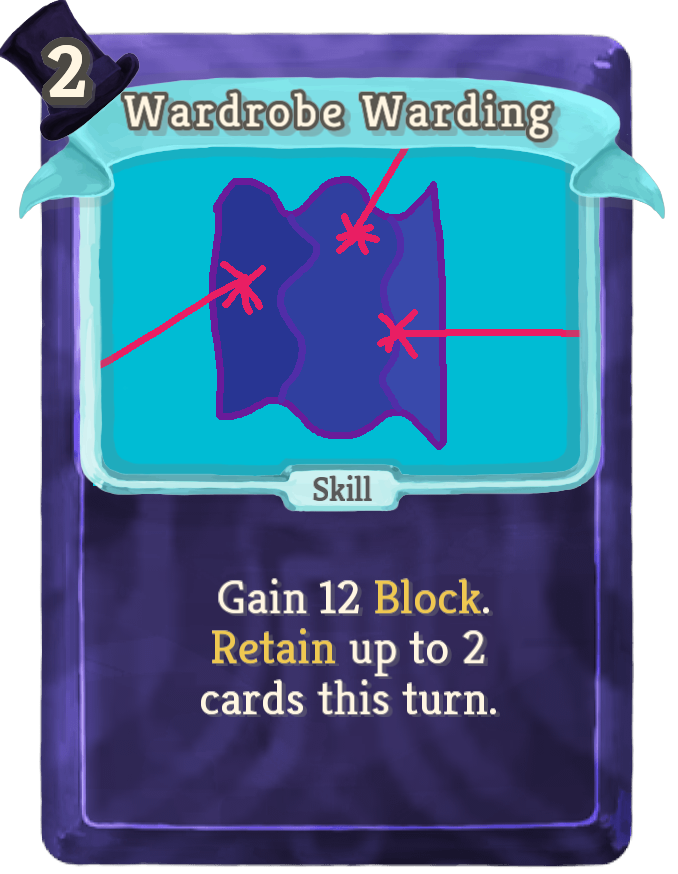 2
Wardrobe Warding
Skill
Gain 12 Block.
Retain up to 2
cards this turn.